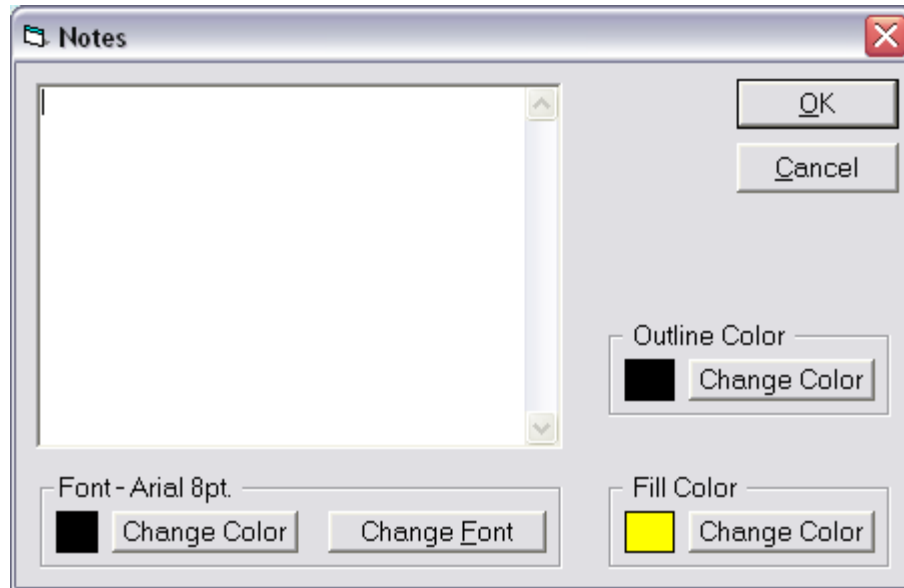 Notes
OK
Cancel
Outline Color
Change Color
Font - Arial 8pt.
Change Color
Change Font
Fill Color
Change Color